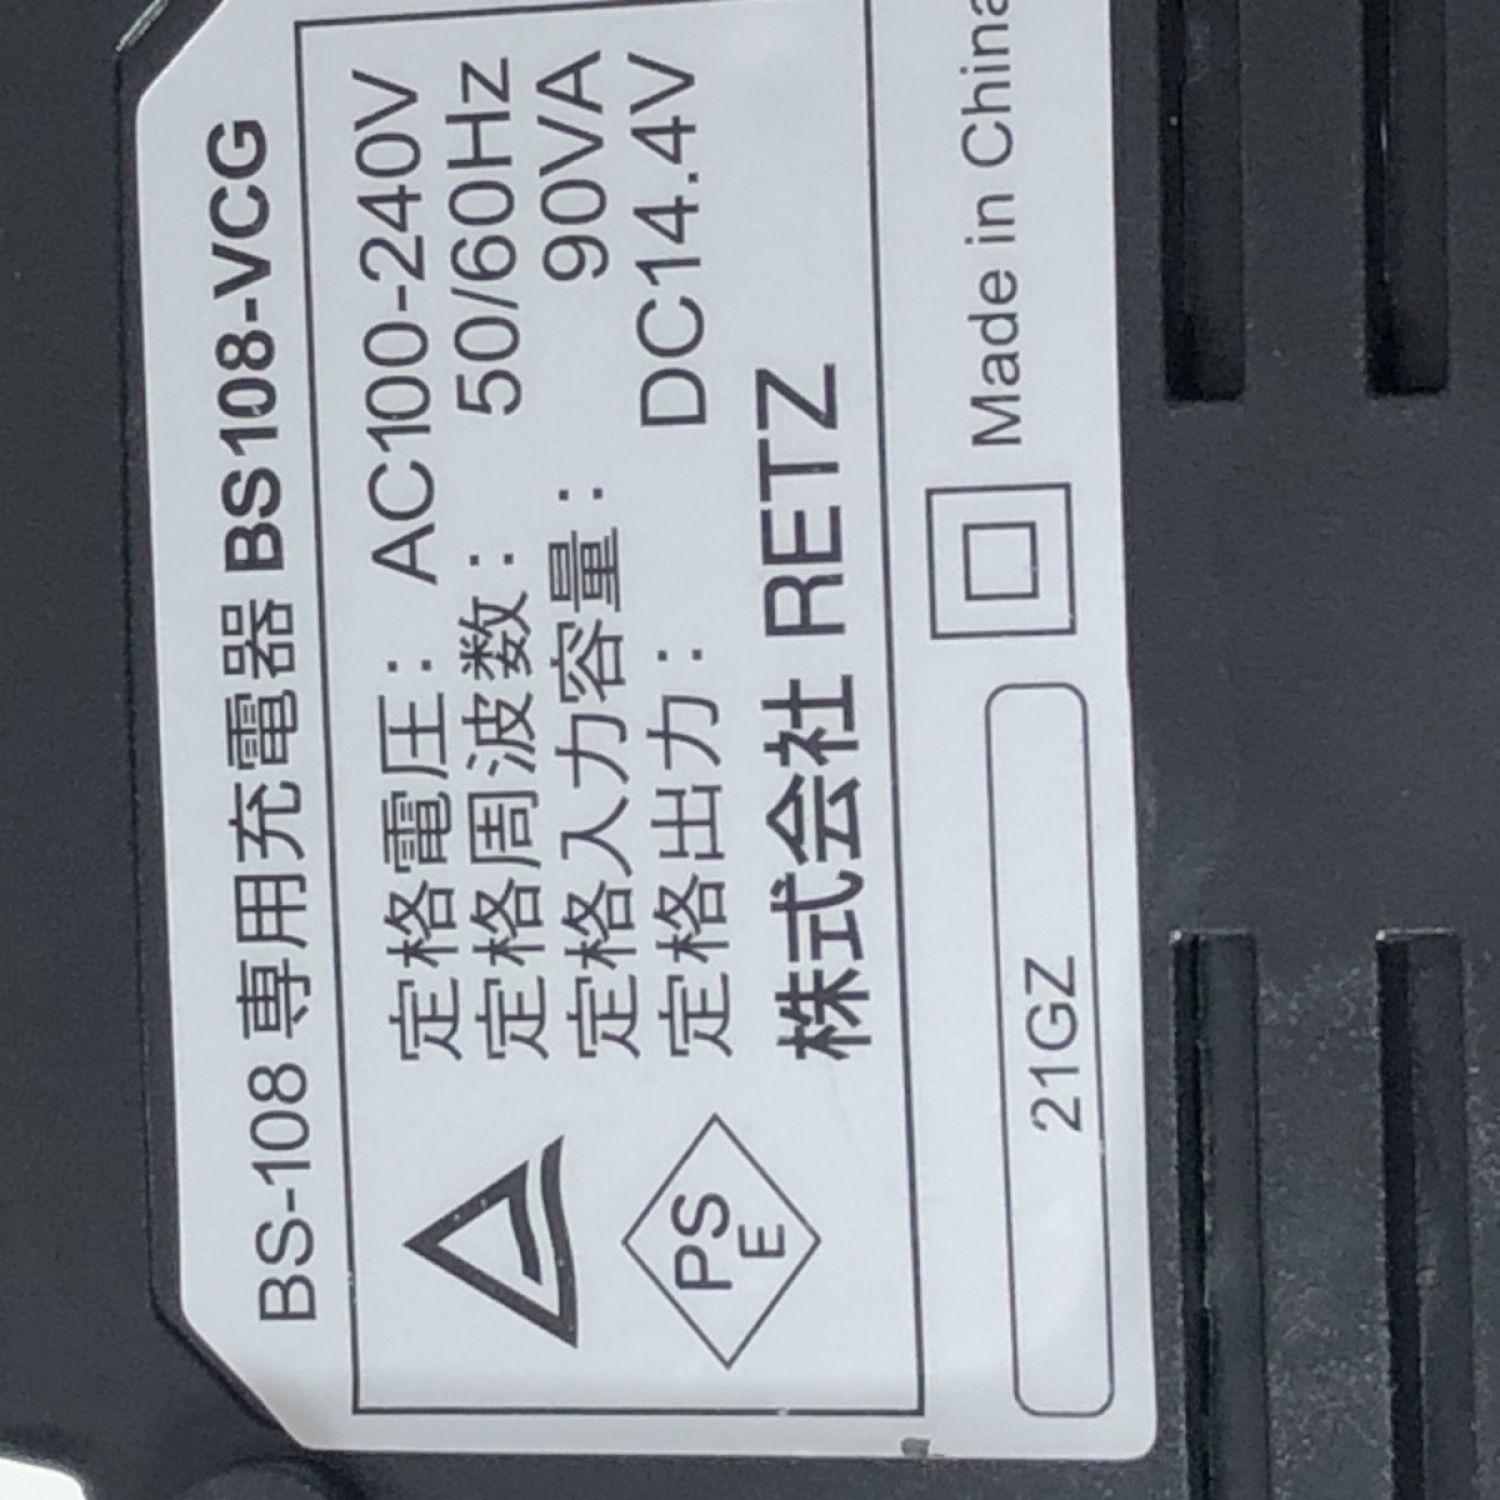 BS-108 専用充電器 BS108-VCG
定格電圧: AC100-240V
定格周波数: 50/60Hz
定格入力容量: 90VA
定格出力: DC14.4V
株式会社 RETZ
PS
E
21GZ
Made in China